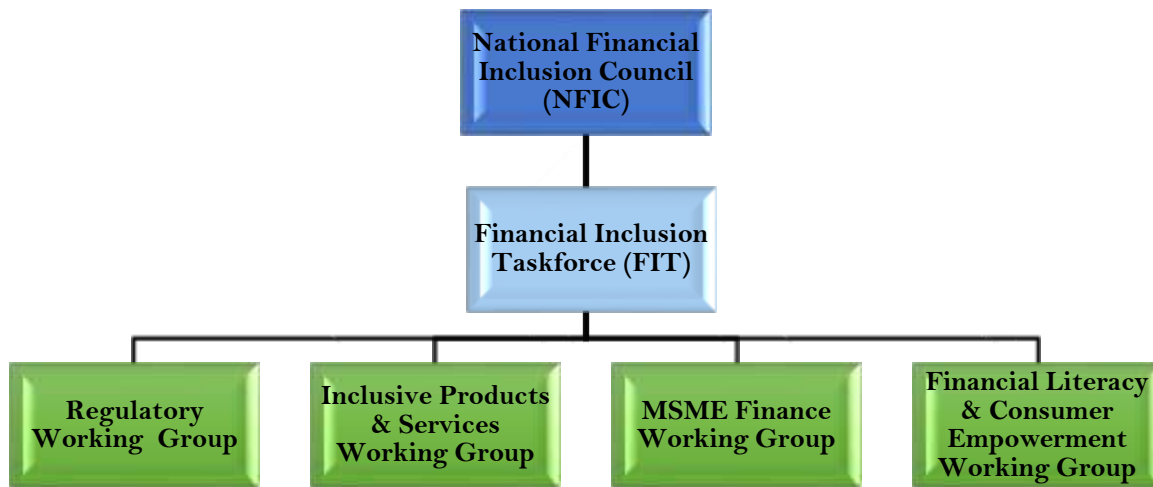 National Financial
Inclusion Council
(NFIC)
Financial Inclusion
Taskforce (FIT)
Regulatory
Working Group
Inclusive Products
& Services
Working Group
MSME Finance
Working Group
Financial Literacy
& Consumer
Empowerment
Working Group